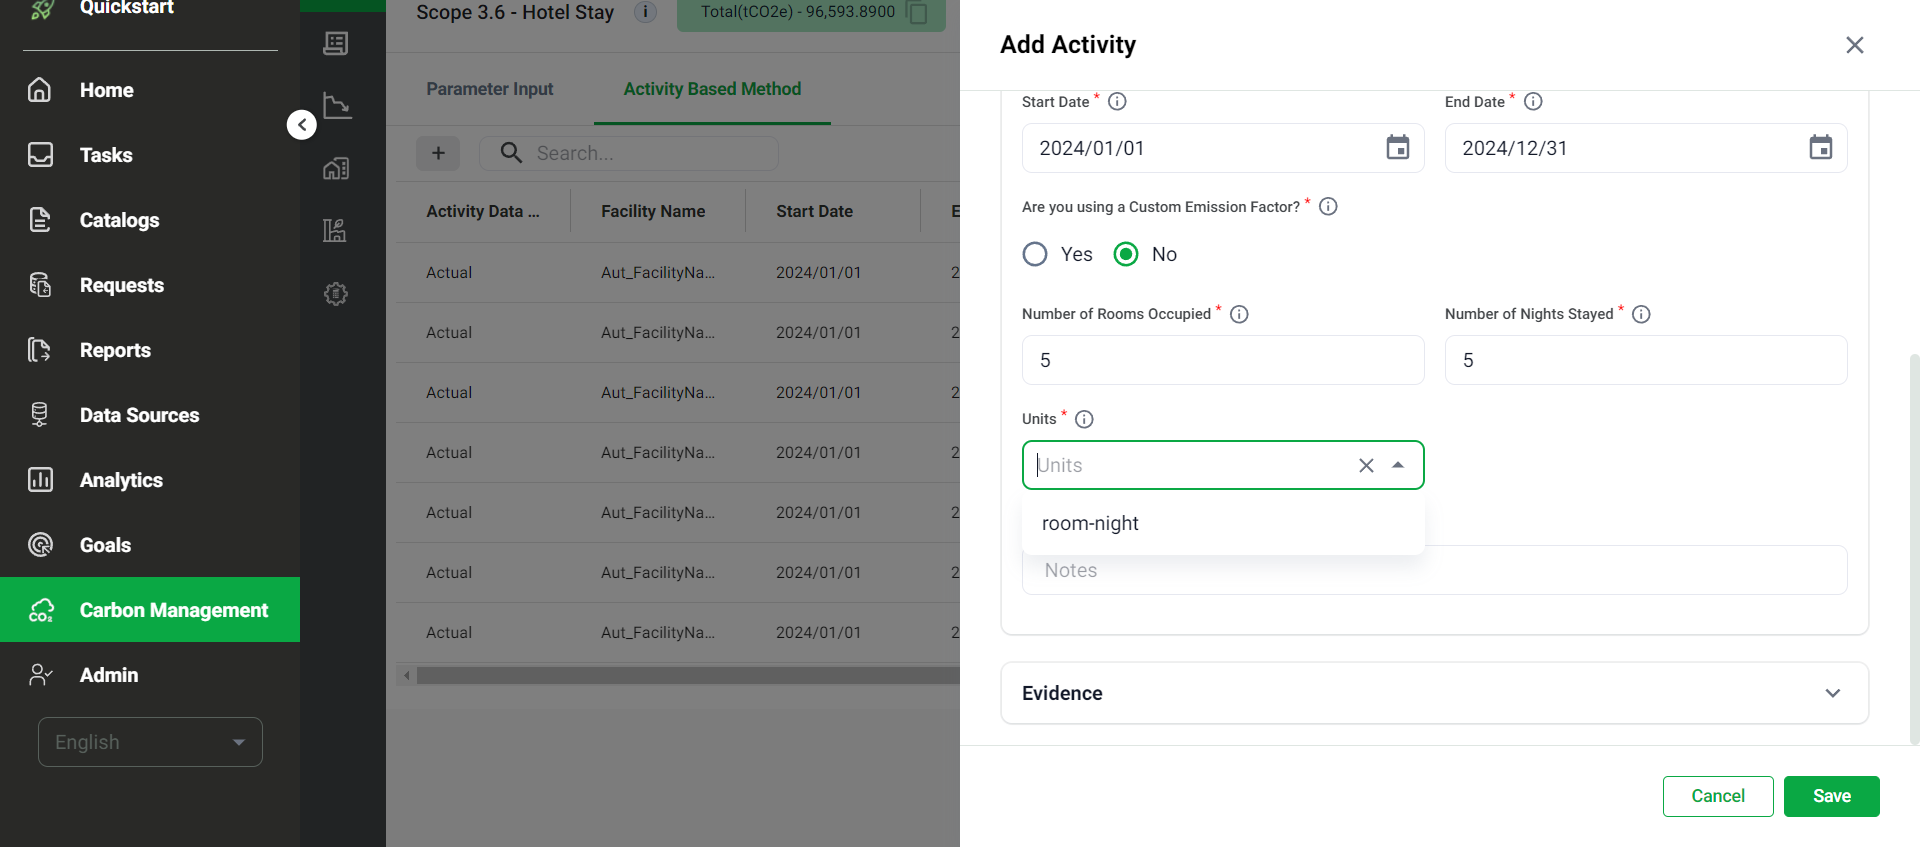 Quickstart
Home
Tasks
Catalogs
Requests
Reports
Data Sources
Analytics
Goals
Carbon Management
Admin
English
Scope 3.6 - Hotel Stay
Total(tCO2e) - 96,593.8900
Parameter Input
Activity Based Method
+
Search...
Activity Data ... Facility Name Start Date E
Actual Aut_FacilityNa... 2024/01/01 2
Actual Aut_FacilityNa... 2024/01/01 2
Actual Aut_FacilityNa... 2024/01/01 2
Actual Aut_FacilityNa... 2024/01/01 2
Actual Aut_FacilityNa... 2024/01/01 2
Actual Aut_FacilityNa... 2024/01/01 2
Actual Aut_FacilityNa... 2024/01/01 2
Add Activity
Start Date *
End Date *
2024/01/01
2024/12/31
Are you using a Custom Emission Factor? *
Yes
No
Number of Rooms Occupied *
Number of Nights Stayed *
5
5
Units *
Units
room-night
Notes
Evidence
Cancel
Save